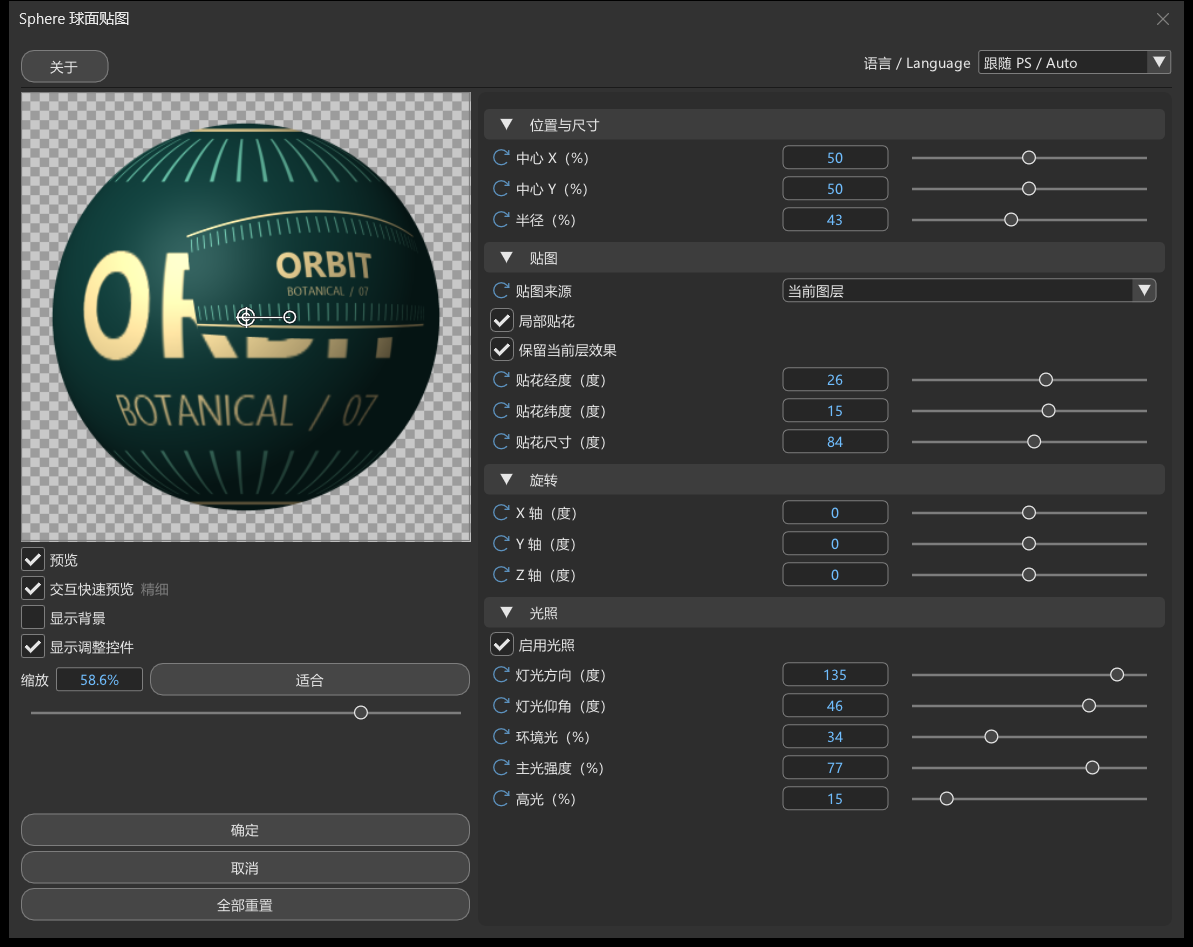 Sphere 球面贴图
关于
语言 / Language 跟随 PS / Auto
ORBIT
BOTANICAL / 07
ORBIT
BOTANICAL / 07
预览
交互快速预览 精细
显示背景
显示调整控件
缩放 58.6% 适合
确定
取消
全部重置
位置与尺寸
中心 X（%） 50
中心 Y（%） 50
半径（%） 43
贴图
贴图来源 当前图层
局部贴花
保留当前层效果
贴花经度（度） 26
贴花纬度（度） 15
贴花尺寸（度） 84
旋转
X 轴（度） 0
Y 轴（度） 0
Z 轴（度） 0
光照
启用光照
灯光方向（度） 135
灯光仰角（度） 46
环境光（%） 34
主光强度（%） 77
高光（%） 15